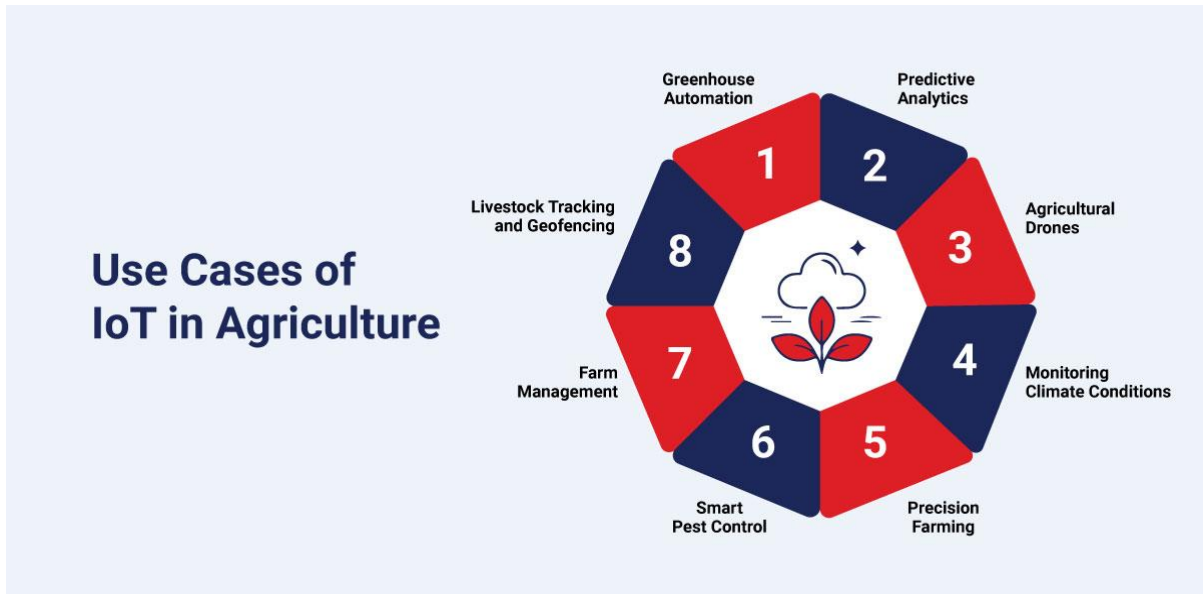 Use Cases of
IoT in Agriculture
1
Greenhouse
Automation
2
Predictive
Analytics
3
Agricultural
Drones
4
Monitoring
Climate Conditions
5
Precision
Farming
6
Smart
Pest Control
7
Farm
Management
8
Livestock Tracking
and Geofencing